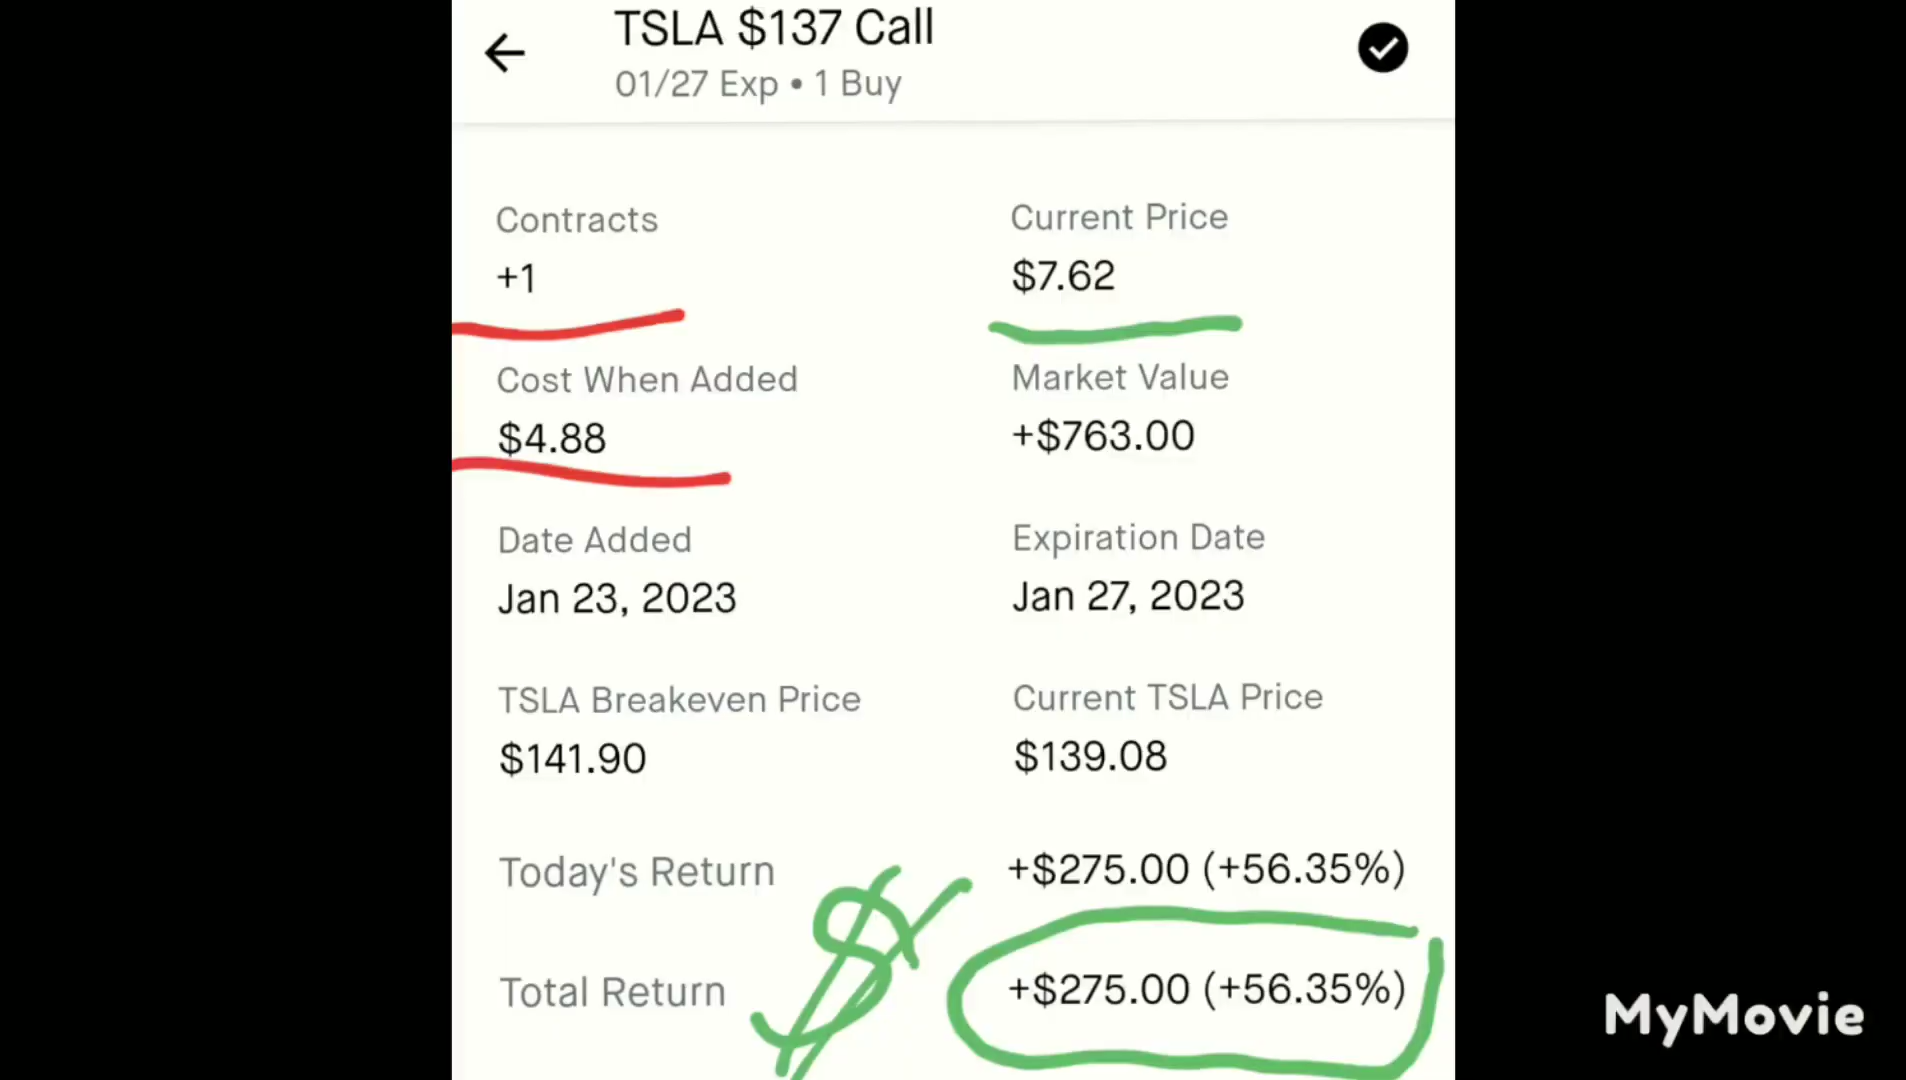 TSLA $137 Call
01/27 Exp • 1 Buy
Contracts
+1
Current Price
$7.62
Cost When Added
$4.88
Market Value
+$763.00
Date Added
Jan 23, 2023
Expiration Date
Jan 27, 2023
TSLA Breakeven Price
$141.90
Current TSLA Price
$139.08
Today's Return
+$275.00 (+56.35%)
Total Return
$
+$275.00 (+56.35%)
MyMovie